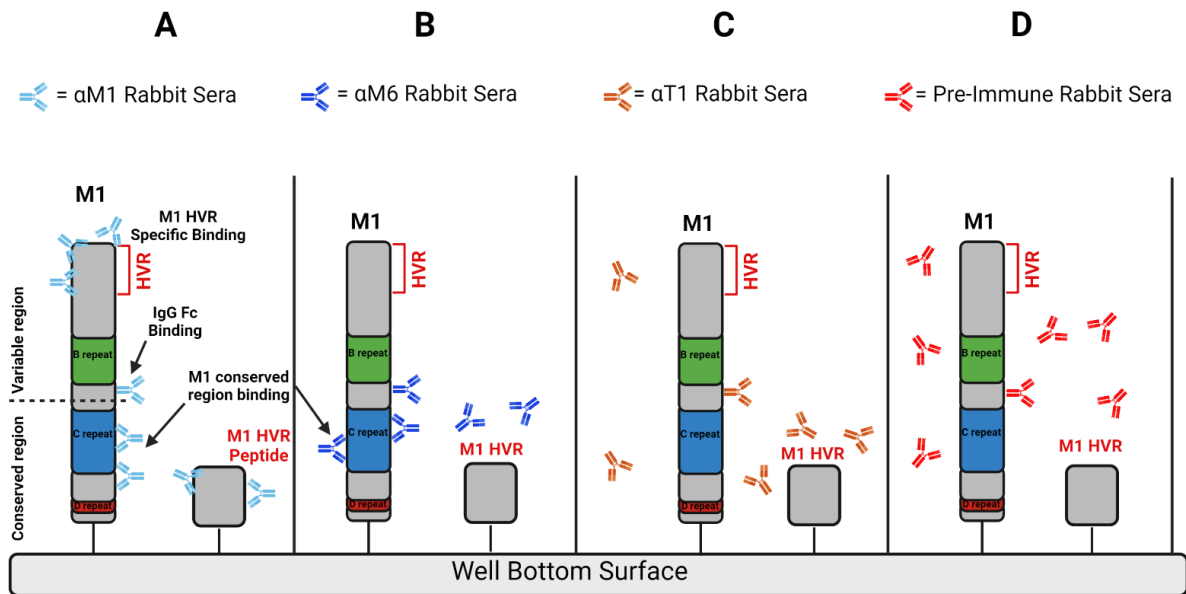 A
B
C
D
= αM1 Rabbit Sera
= αM6 Rabbit Sera
= αT1 Rabbit Sera
= Pre-Immune Rabbit Sera
M1
M1 HVR
Specific Binding
HVR
IgG Fc
Binding
Variable region
Conserved region
B repeat
M1 conserved
region binding
C repeat
M1 HVR
Peptide
D repeat
M1
HVR
B repeat
C repeat
M1 HVR
D repeat
M1
HVR
B repeat
C repeat
M1 HVR
D repeat
M1
HVR
B repeat
C repeat
M1 HVR
D repeat
Well Bottom Surface